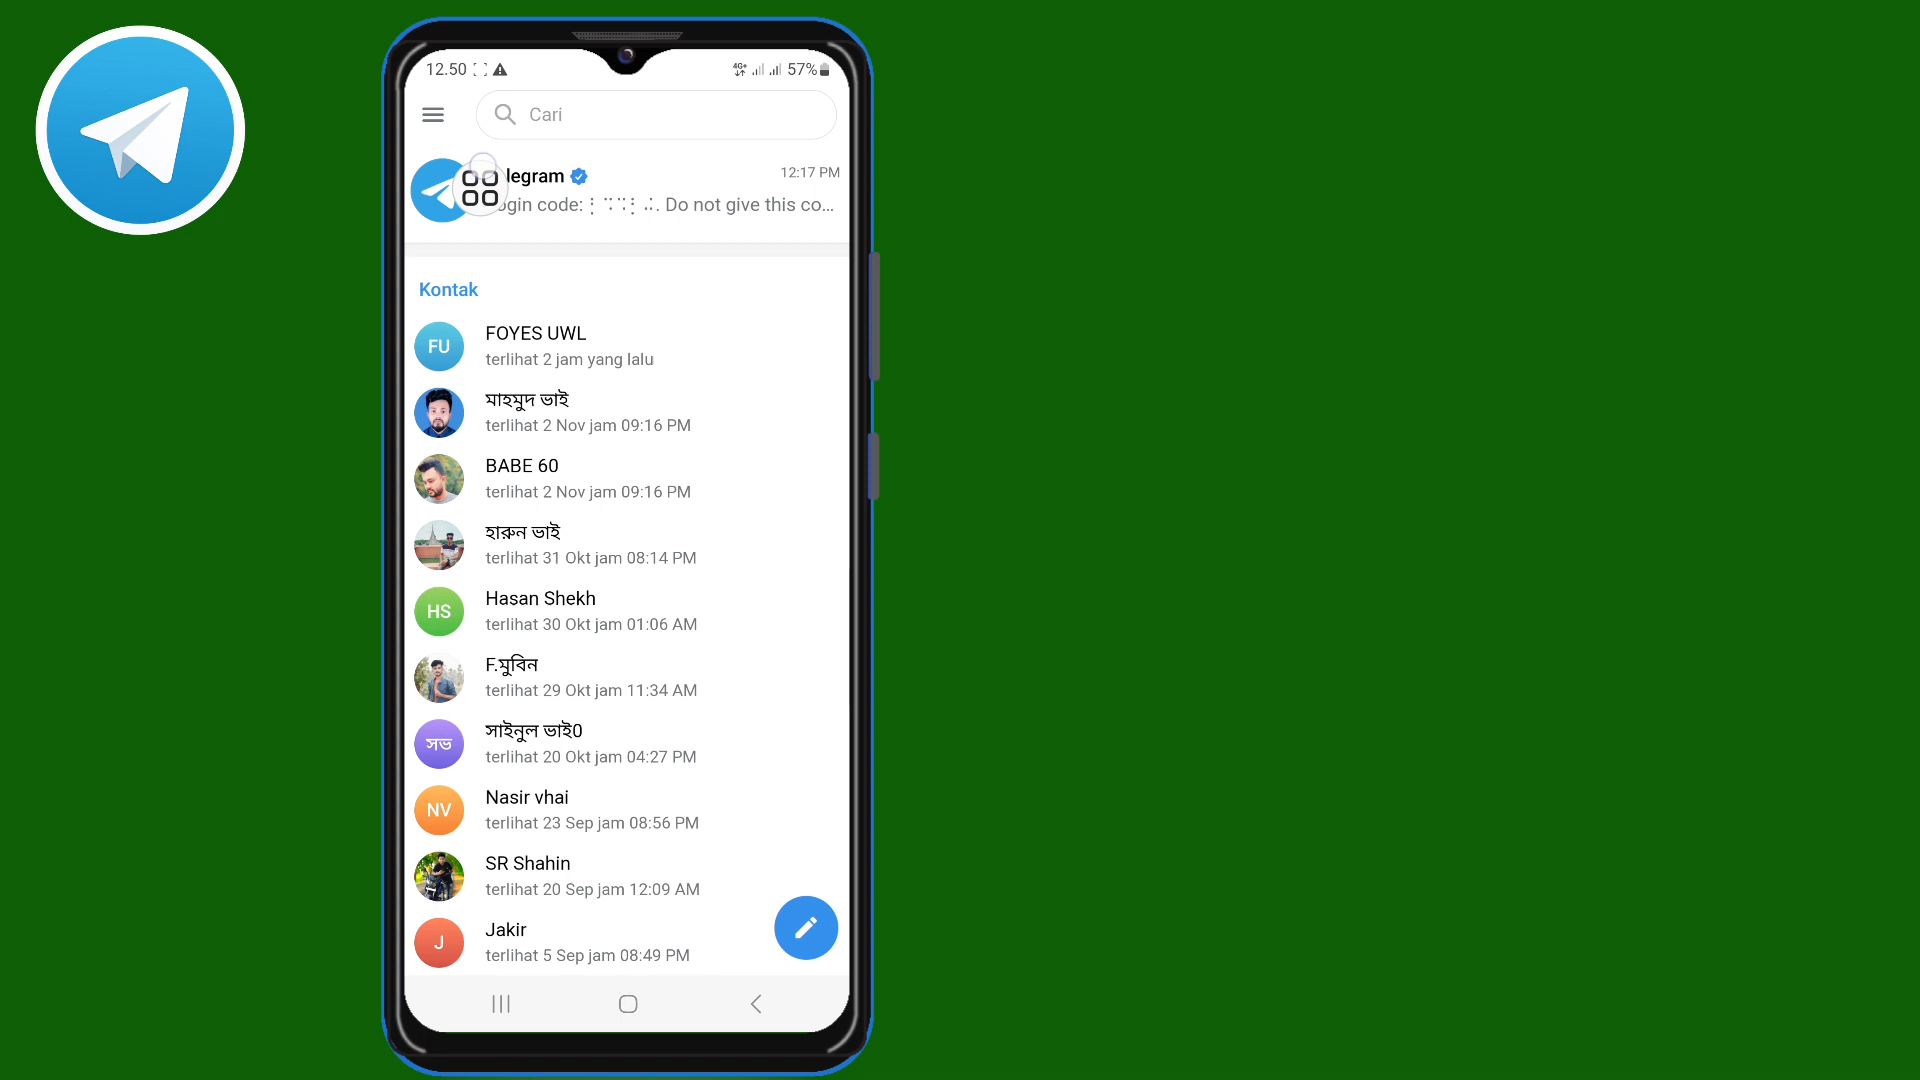 12.50 4G+ 57%
Cari
legram 12:17 PM
gin code: . Do not give this co...
Kontak
FU FOYES UWL
terlihat 2 jam yang lalu
মাহমুদ ভাই
terlihat 2 Nov jam 09:16 PM
BABE 60
terlihat 2 Nov jam 09:16 PM
হারুন ভাই
terlihat 31 Okt jam 08:14 PM
HS Hasan Shekh
terlihat 30 Okt jam 01:06 AM
F.মুবিন
terlihat 29 Okt jam 11:34 AM
সভ সাইনুল ভাই0
terlihat 20 Okt jam 04:27 PM
NV Nasir vhai
terlihat 23 Sep jam 08:56 PM
SR Shahin
terlihat 20 Sep jam 12:09 AM
J Jakir
terlihat 5 Sep jam 08:49 PM